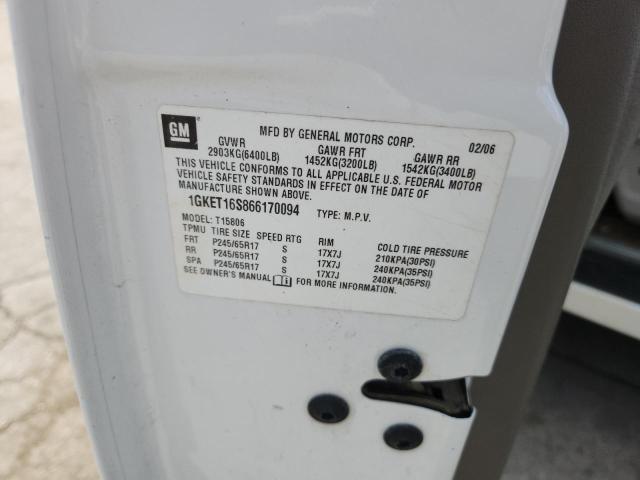 GM
MFD BY GENERAL MOTORS CORP. 02/06
GVWR GAWR FRT GAWR RR
2903KG(6400LB) 1452KG(3200LB) 1542KG(3400LB)
THIS VEHICLE CONFORMS TO ALL APPLICABLE U.S. FEDERAL MOTOR
VEHICLE SAFETY STANDARDS IN EFFECT ON THE DATE OF
MANUFACTURE SHOWN ABOVE.
1GKET16S866170094 TYPE: M.P.V.
MODEL: T15806
TPMU TIRE SIZE SPEED RTG RIM COLD TIRE PRESSURE
FRT P245/65R17 S 17X7J 210KPA(30PSI)
RR P245/65R17 S 17X7J 240KPA(35PSI)
SPA P245/65R17 S 17X7J 240KPA(35PSI)
SEE OWNER'S MANUAL FOR MORE INFORMATION.